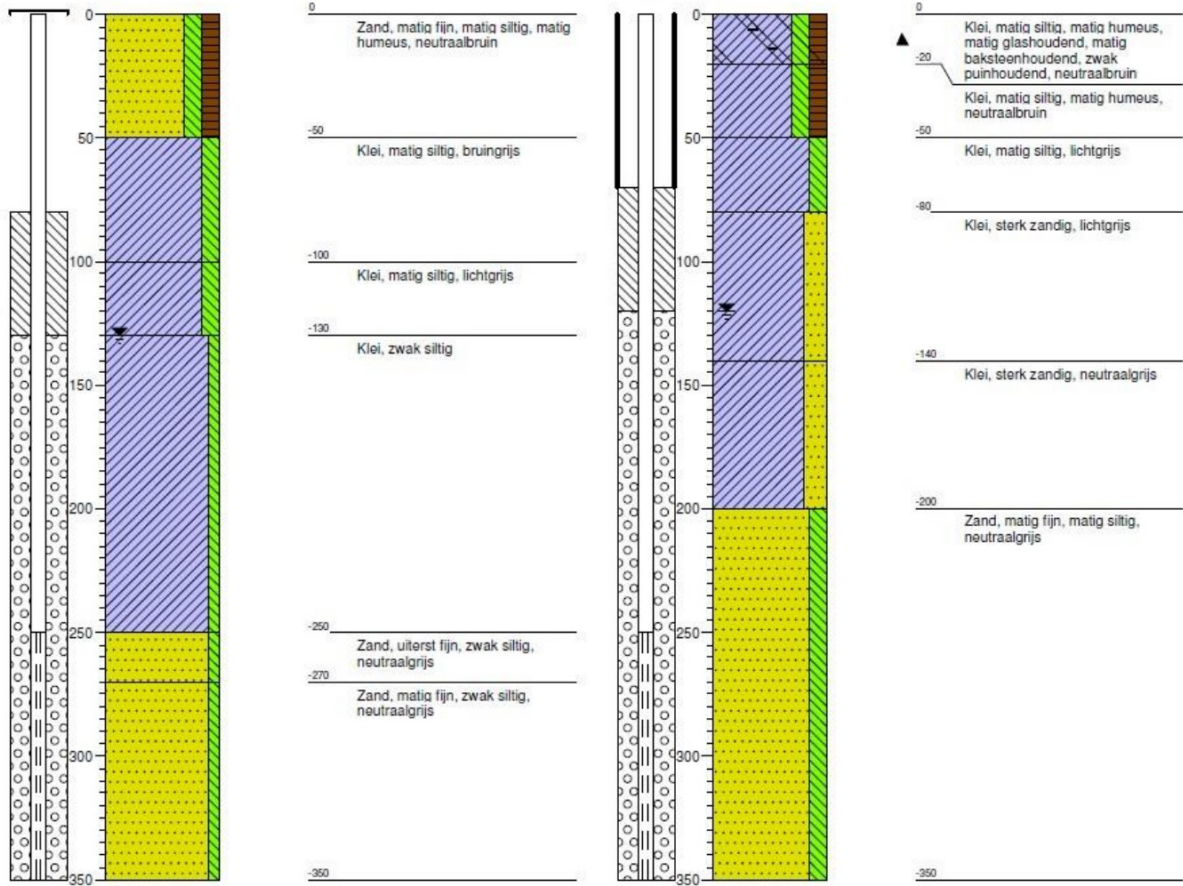 0
50
100
150
200
250
300
350
0
Zand, matig fijn, matig siltig, matig
humeus, neutraalbruin
-50
Klei, matig siltig, bruingrijs
-100
Klei, matig siltig, lichtgrijs
-130
Klei, zwak siltig
-250
Zand, uiterst fijn, zwak siltig,
neutraalgrijs
-270
Zand, matig fijn, zwak siltig,
neutraalgrijs
-350
0
50
100
150
200
250
300
350
0
Klei, matig siltig, matig humeus,
matig glashoudend, matig
baksteenhoudend, zwak
puinhoudend, neutraalbruin
-20
Klei, matig siltig, matig humeus,
neutraalbruin
-50
Klei, matig siltig, lichtgrijs
-80
Klei, sterk zandig, lichtgrijs
-140
Klei, sterk zandig, neutraalgrijs
-200
Zand, matig fijn, matig siltig,
neutraalgrijs
-350